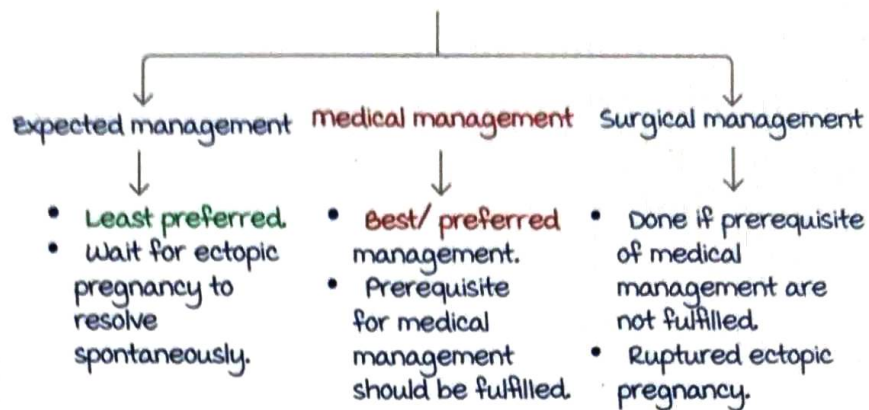 Expected management
medical management
Surgical management
• Least preferred.
• Wait for ectopic
pregnancy to
resolve
spontaneously.
• Best/ preferred
management.
• Prerequisite
for medical
management
should be fulfilled.
• Done if prerequisite
of medical
management are
not fulfilled.
• Ruptured ectopic
pregnancy.